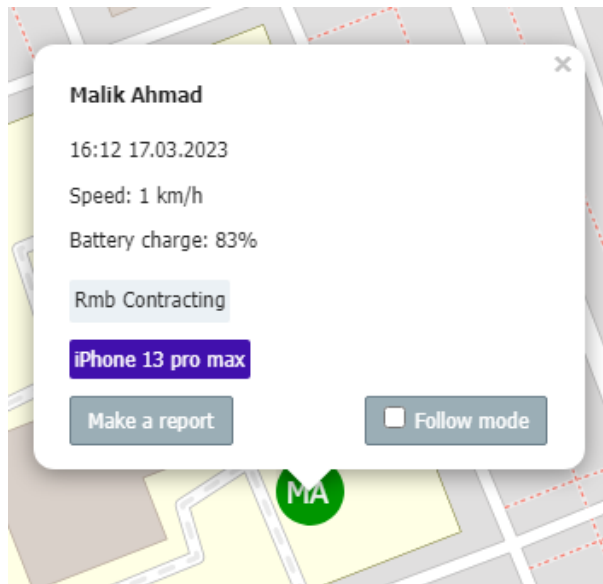 ×
Malik Ahmad
16:12 17.03.2023
Speed: 1 km/h
Battery charge: 83%
Rmb Contracting
iPhone 13 pro max
Make a report
Follow mode
MA